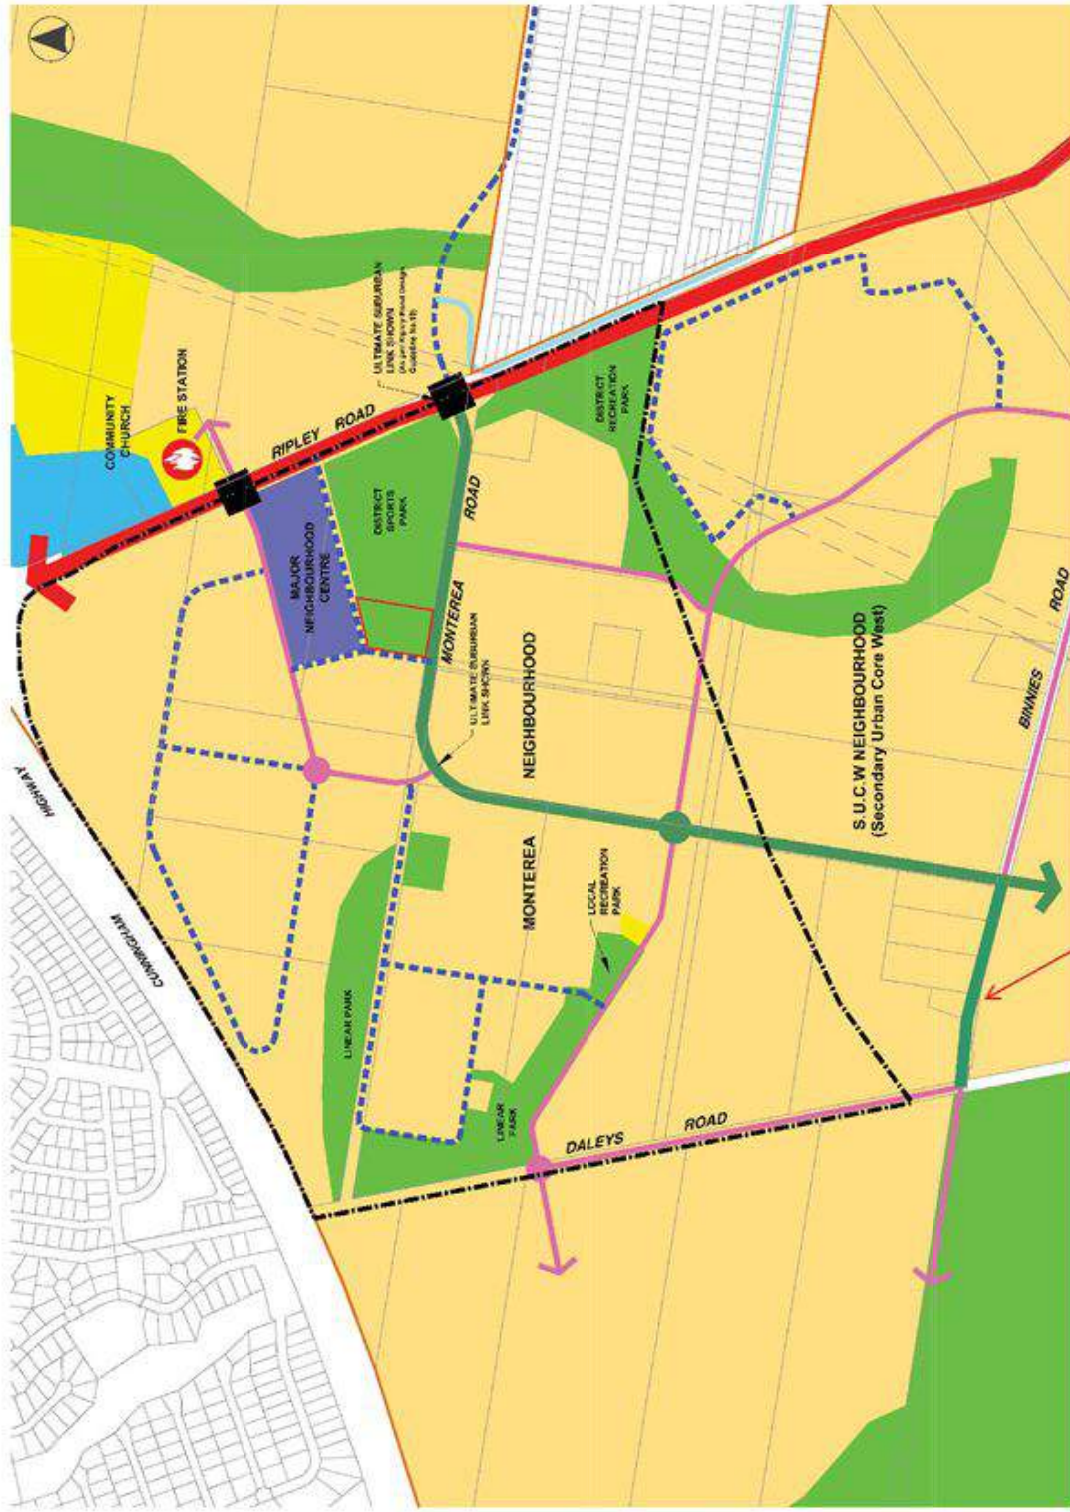 COMMUNITY
CHURCH
FIRE STATION
RIPLEY ROAD
ULTIMATE SUBURBAN
LINK SHOWN
MAJOR
NEIGHBOURHOOD
CENTRE
DISTRICT
SPORTS
PARK
DISTRICT
RECREATION
PARK
MONTEREA ROAD
ULTIMATE SUBURBAN
LINK SHOWN
HIGHWAY
CUNNINGHAM
MONTEREA NEIGHBOURHOOD
S.U.C.W NEIGHBOURHOOD
(Secondary Urban Core West)
BINNIES ROAD
LINEAR PARK
LOCAL
RECREATION
PARK
LINEAR
PARK
DALEYS ROAD